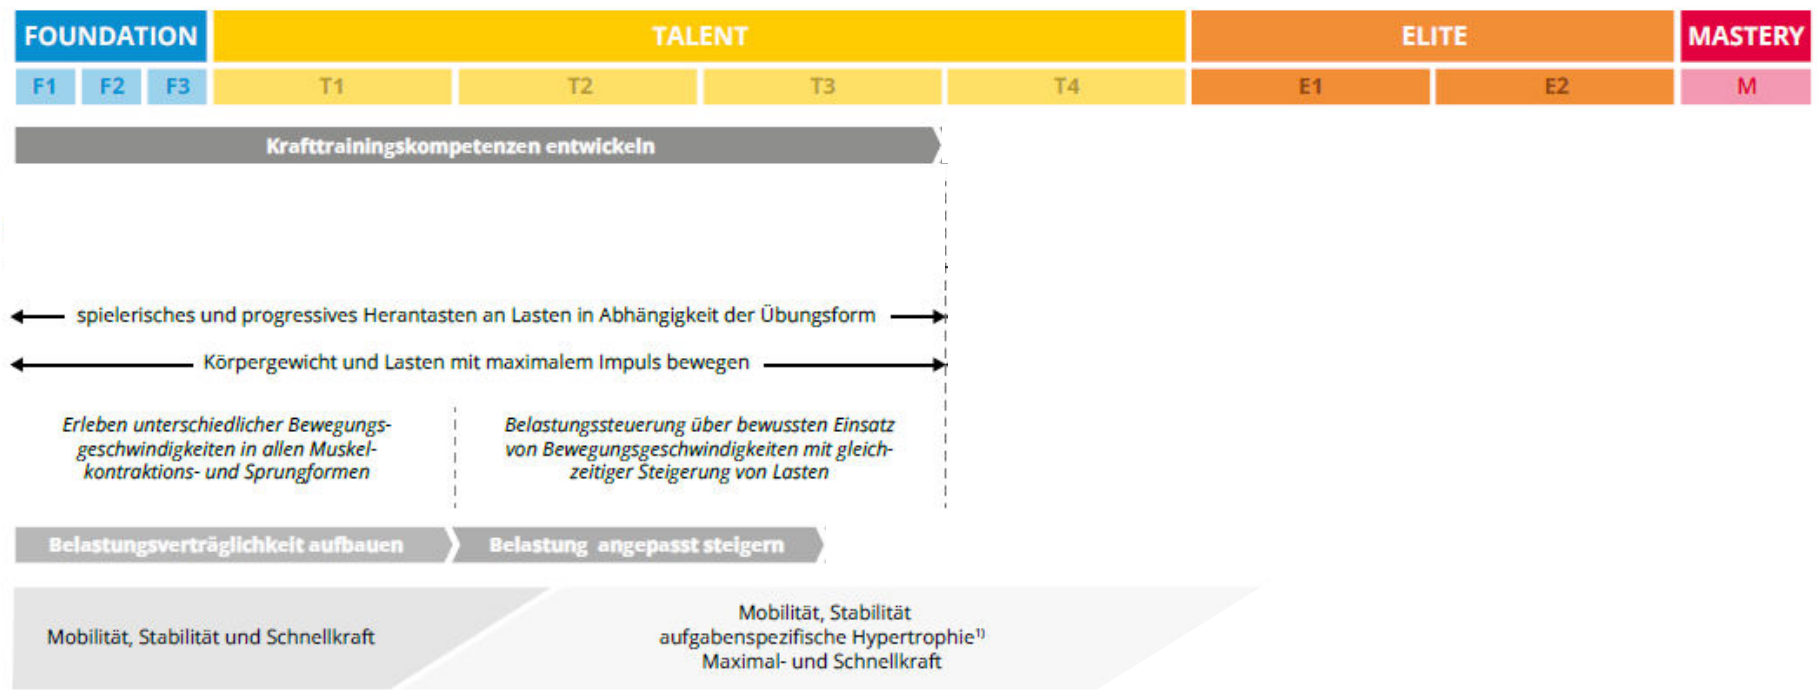 FOUNDATION TALENT ELITE MASTERY
F1 F2 F3 T1 T2 T3 T4 E1 E2 M
Krafttrainingskompetenzen entwickeln
spielerisches und progressives Herantasten an Lasten in Abhängigkeit der Übungsform
Körpergewicht und Lasten mit maximalem Impuls bewegen
Erleben unterschiedlicher Bewegungs-
geschwindigkeiten in allen Muskel-
kontraktions- und Sprungformen
Belastungssteuerung über bewussten Einsatz
von Bewegungsgeschwindigkeiten mit gleich-
zeitiger Steigerung von Lasten
Belastungsverträglichkeit aufbauen
Belastung angepasst steigern
Mobilität, Stabilität und Schnellkraft
Mobilität, Stabilität
aufgabenspezifische Hypertrophie¹⁾
Maximal- und Schnellkraft